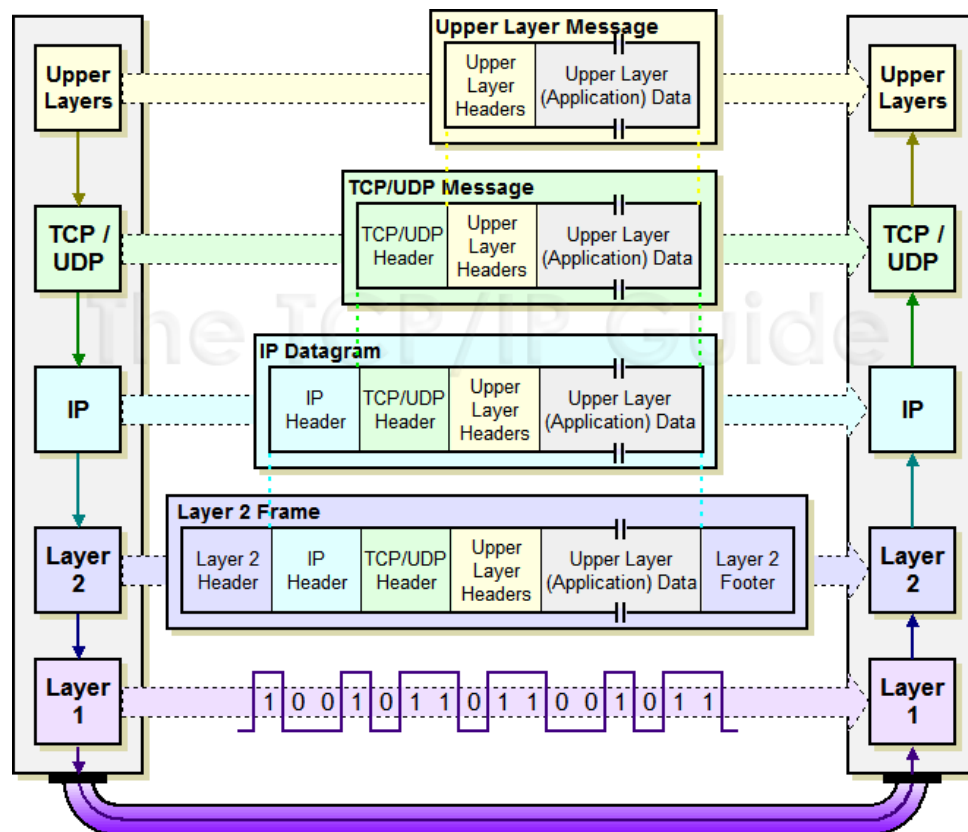 Upper Layer Message
Upper
Layers
Upper
Layer
Headers
Upper Layer
(Application) Data
Upper
Layers
TCP/UDP Message
TCP /
UDP
TCP/UDP
Header
Upper
Layer
Headers
Upper Layer
(Application) Data
TCP /
UDP
The TCP/IP Guide
IP Datagram
IP
IP
Header
TCP/UDP
Header
Upper
Layer
Headers
Upper Layer
(Application) Data
IP
Layer 2 Frame
Layer
2
Layer 2
Header
IP
Header
TCP/UDP
Header
Upper
Layer
Headers
Upper Layer
(Application) Data
Layer 2
Footer
Layer
2
Layer
1
1 0 0 1 0 1 1 0 1 1 0 0 1 0 1 1
Layer
1